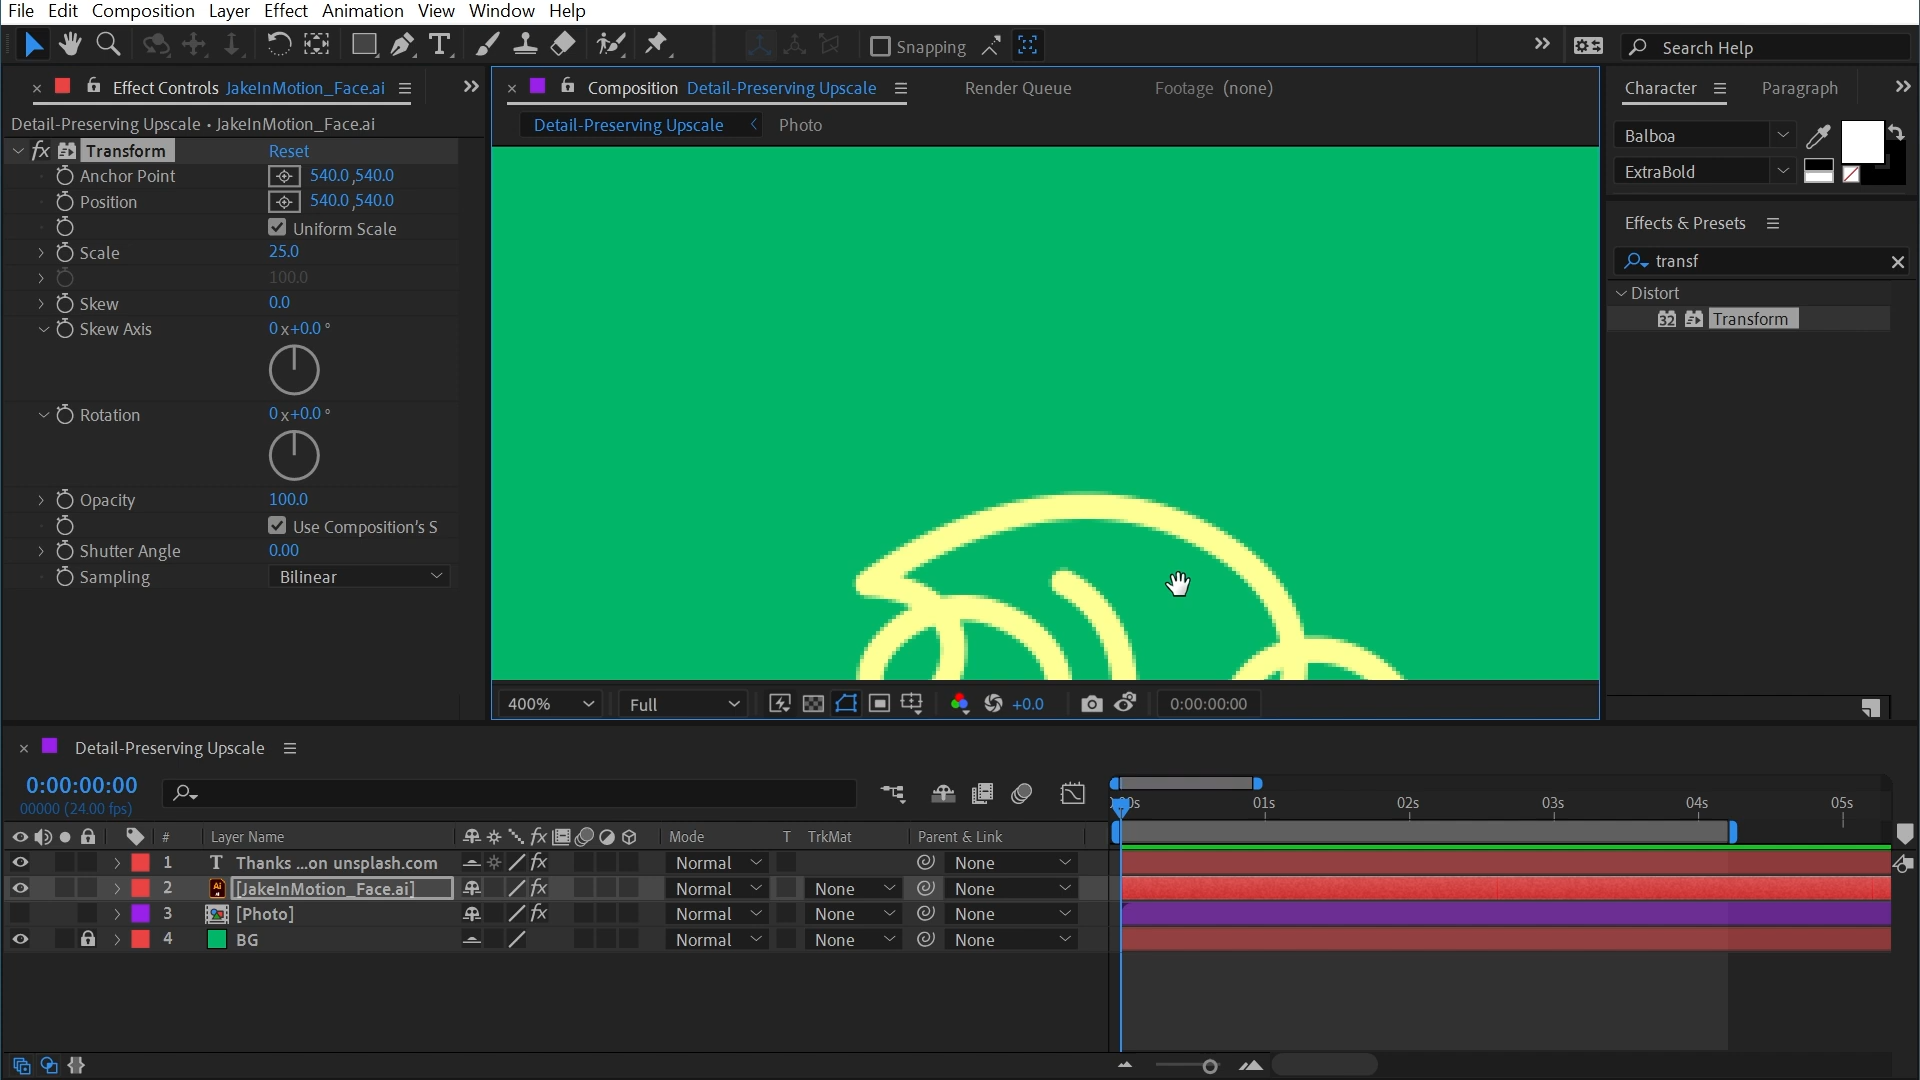 File Edit Composition Layer Effect Animation View Window Help
Snapping
Search Help
Effect Controls JakeInMotion_Face.ai
Composition Detail-Preserving Upscale
Render Queue
Footage (none)
Character
Paragraph
Detail-Preserving Upscale • JakeInMotion_Face.ai
Detail-Preserving Upscale
Photo
Balboa
ExtraBold
fx Transform
Reset
Anchor Point
540.0,540.0
Position
540.0,540.0
Uniform Scale
Scale
25.0
100.0
Skew
0.0
Skew Axis
0x+0.0°
Rotation
0x+0.0°
Opacity
100.0
Use Composition's S
Shutter Angle
0.00
Sampling
Bilinear
Effects & Presets
transf
Distort
32 Transform
400%
Full
+0.0
0:00:00:00
Detail-Preserving Upscale
0:00:00:00
00000 (24.00 fps)
01s 02s 03s 04s 05s
# Layer Name
fx
Mode T TrkMat Parent & Link
1 T Thanks ...on unsplash.com fx Normal None
2 Ai [JakeInMotion_Face.ai] fx Normal None None
3 [Photo] fx Normal None None
4 BG Normal None None